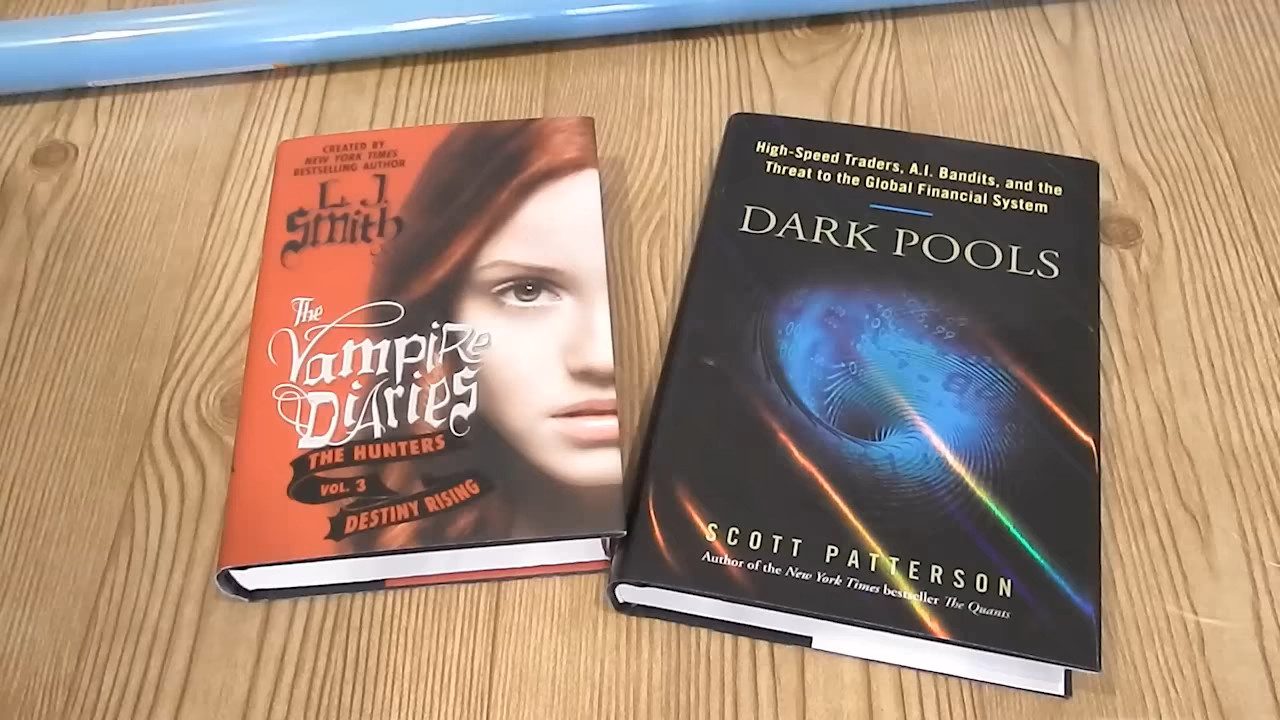 CREATED BY
NEW YORK TIMES
BESTSELLING AUTHOR
L. J.
Smith
The
Vampire
Diaries
THE HUNTERS
VOL. 3
DESTINY RISING
High-Speed Traders, A.I. Bandits, and the
Threat to the Global Financial System
DARK POOLS
SCOTT PATTERSON
Author of the New York Times bestseller The Quants